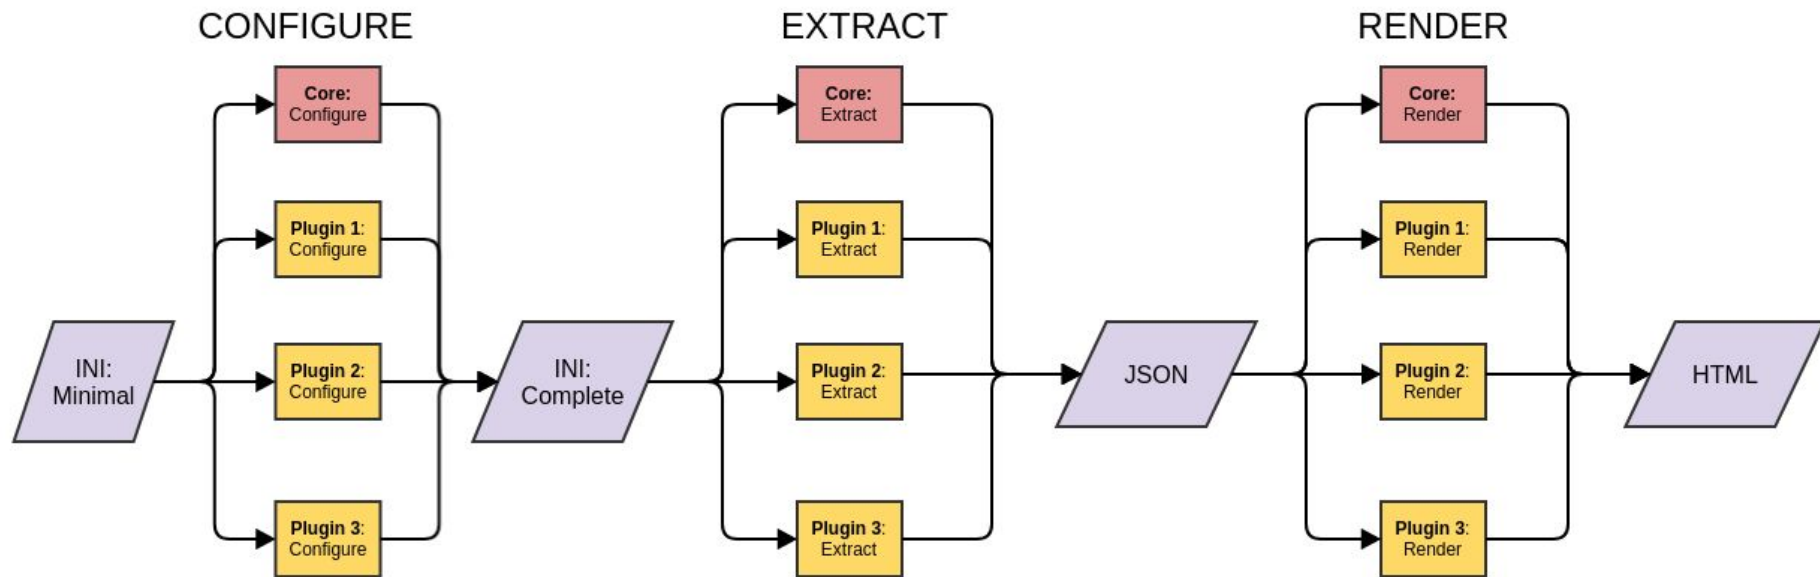 CONFIGURE
EXTRACT
RENDER
Core:
Configure
Core:
Extract
Core:
Render
Plugin 1:
Configure
Plugin 1:
Extract
Plugin 1:
Render
INI:
Minimal
Plugin 2:
Configure
INI:
Complete
Plugin 2:
Extract
JSON
Plugin 2:
Render
HTML
Plugin 3:
Configure
Plugin 3:
Extract
Plugin 3:
Render